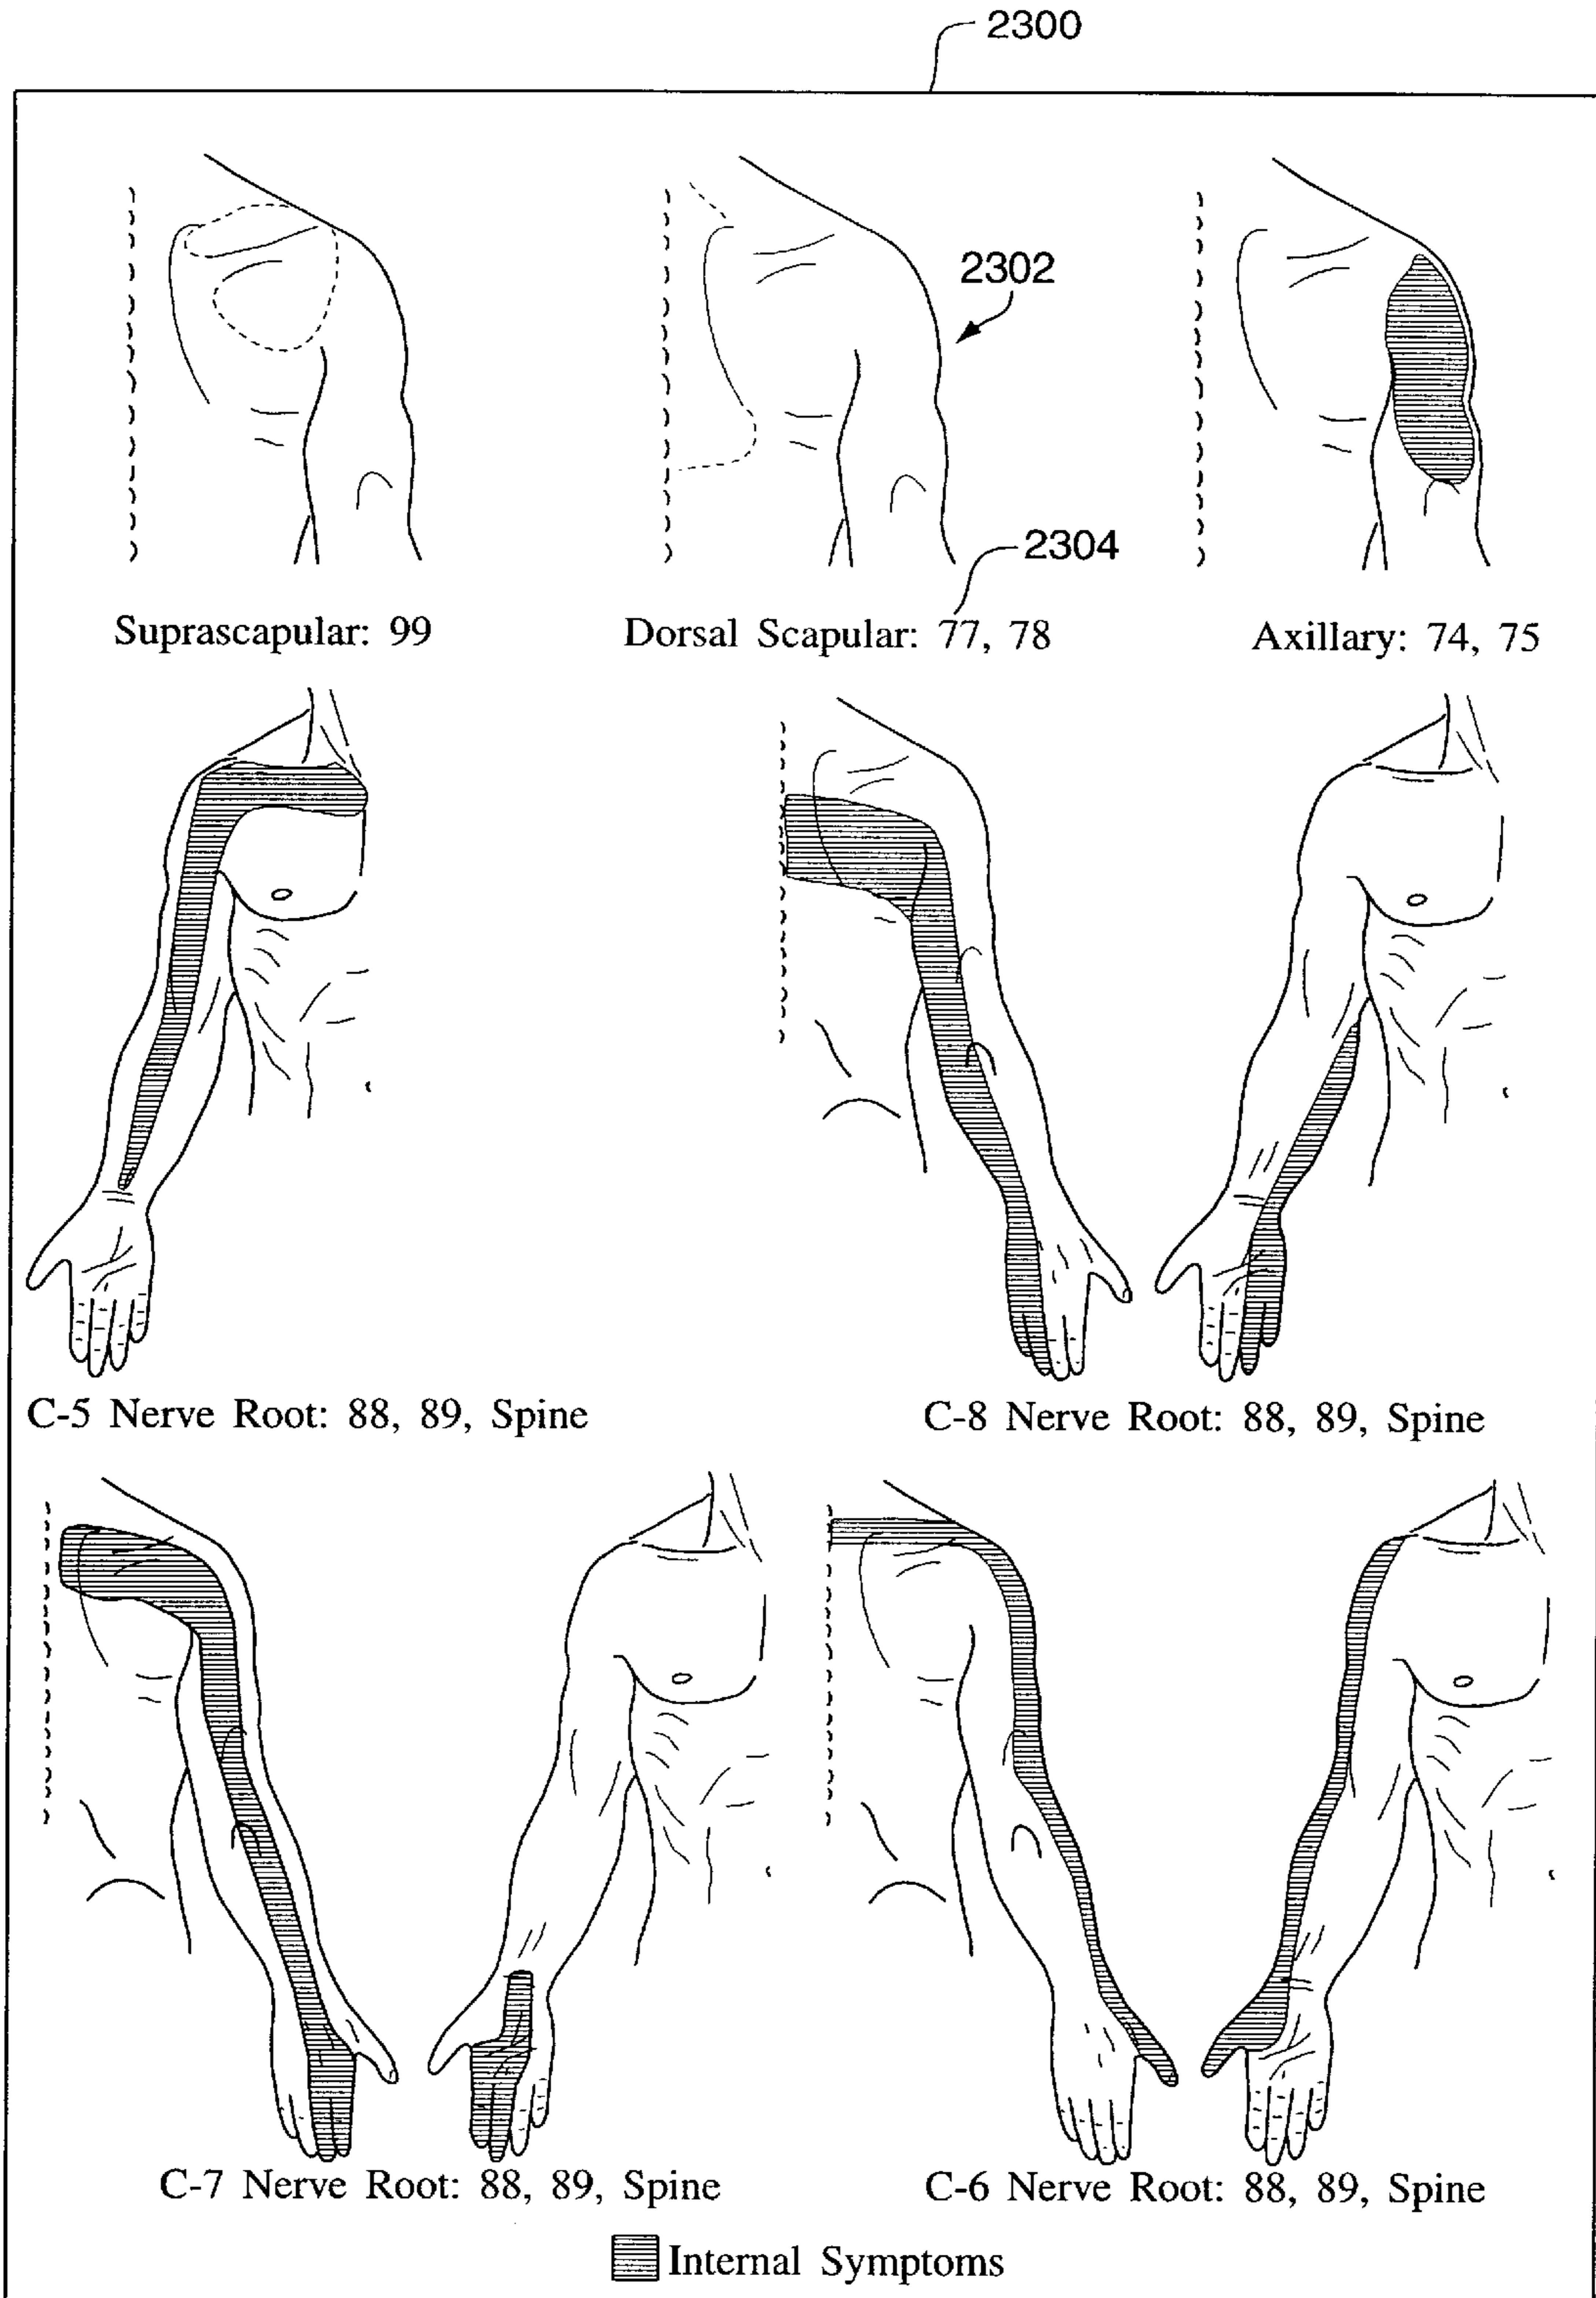 2300
2302
2304
Suprascapular: 99
Dorsal Scapular: 77, 78
Axillary: 74, 75
C-5 Nerve Root: 88, 89, Spine
C-8 Nerve Root: 88, 89, Spine
C-7 Nerve Root: 88, 89, Spine
C-6 Nerve Root: 88, 89, Spine
Internal Symptoms